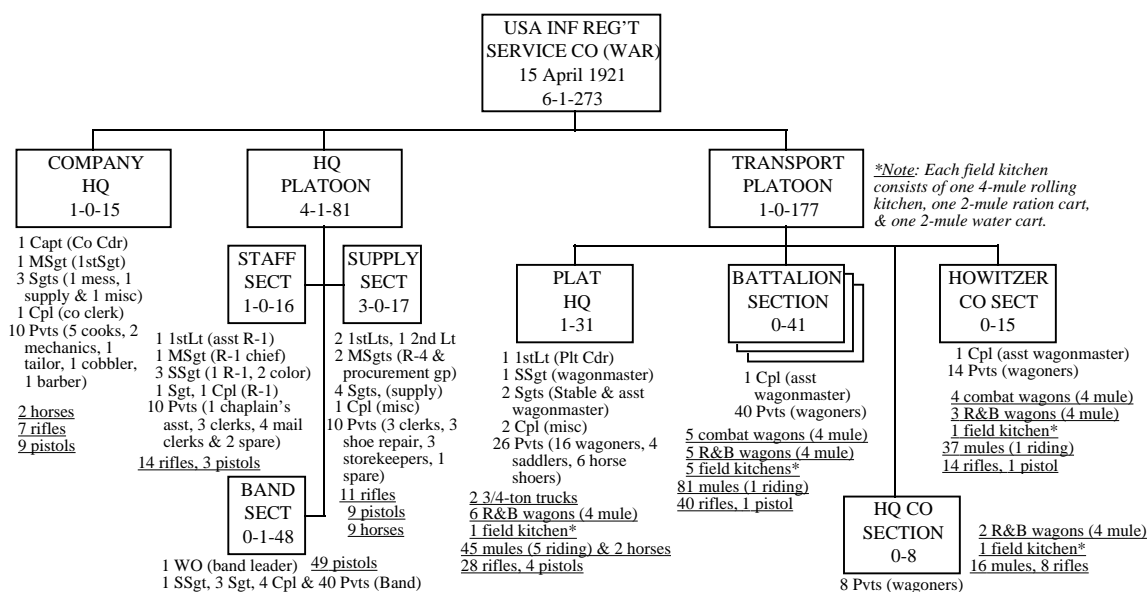 USA INF REG'T
SERVICE CO (WAR)
15 April 1921
6-1-273
COMPANY
HQ
1-0-15
1 Capt (Co Cdr)
1 MSgt (1stSgt)
3 Sgts (1 mess, 1
supply & 1 misc)
1 Cpl (co clerk)
10 Pvts (5 cooks, 2
mechanics, 1
tailor, 1 cobbler,
1 barber)
2 horses
7 rifles
9 pistols
HQ
PLATOON
4-1-81
STAFF
SECT
1-0-16
1 1stLt (asst R-1)
1 MSgt (R-1 chief)
3 SSgt (1 R-1, 2 color)
1 Sgt, 1 Cpl (R-1)
10 Pvts (1 chaplain's
asst, 3 clerks, 4 mail
clerks & 2 spare)
14 rifles, 3 pistols
SUPPLY
SECT
3-0-17
2 1stLts, 1 2nd Lt
2 MSgts (R-4 &
procurement gp)
4 Sgts, (supply)
1 Cpl (misc)
10 Pvts (3 clerks, 3
shoe repair, 3
storekeepers, 1
spare)
11 rifles
9 pistols
9 horses
BAND
SECT
0-1-48
1 WO (band leader)
49 pistols
1 SSgt, 3 Sgt, 4 Cpl & 40 Pvts (Band)
TRANSPORT
PLATOON
1-0-177
*Note: Each field kitchen
consists of one 4-mule rolling
kitchen, one 2-mule ration cart,
& one 2-mule water cart.
PLAT
HQ
1-31
1 1stLt (Plt Cdr)
1 SSgt (wagonmaster)
2 Sgts (Stable & asst
wagonmaster)
2 Cpl (misc)
26 Pvts (16 wagoners, 4
saddlers, 6 horse
shoers)
2 3/4-ton trucks
6 R&B wagons (4 mule)
1 field kitchen*
45 mules (5 riding) & 2 horses
28 rifles, 4 pistols
BATTALION
SECTION
0-41
1 Cpl (asst
wagonmaster)
40 Pvts (wagoners)
5 combat wagons (4 mule)
5 R&B wagons (4 mule)
5 field kitchens*
81 mules (1 riding)
40 rifles, 1 pistol
HOWITZER
CO SECT
0-15
1 Cpl (asst wagonmaster)
14 Pvts (wagoners)
4 combat wagons (4 mule)
3 R&B wagons (4 mule)
1 field kitchen*
37 mules (1 riding)
14 rifles, 1 pistol
HQ CO
SECTION
0-8
8 Pvts (wagoners)
2 R&B wagons (4 mule)
1 field kitchen*
16 mules, 8 rifles